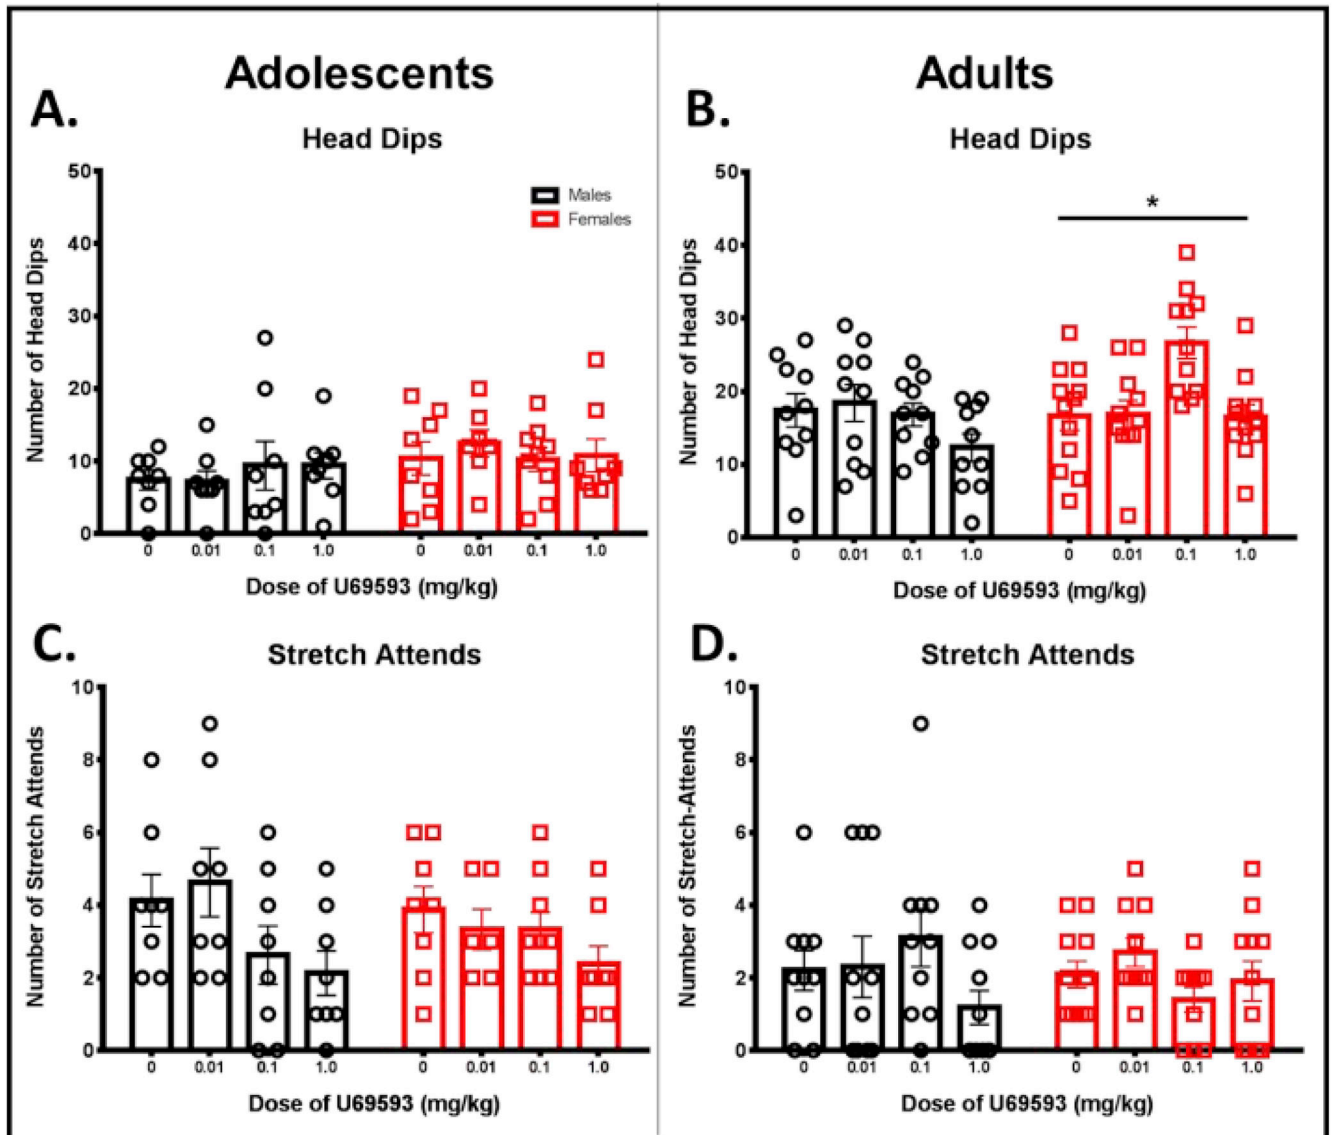 Adolescents
Adults
A.
Head Dips
50
40
30
20
10
0
Number of Head Dips
Males
Females
0 0.01 0.1 1.0 0 0.01 0.1 1.0
Dose of U69593 (mg/kg)
B.
Head Dips
50
40
30
20
10
0
Number of Head Dips
*
0 0.01 0.1 1.0 0 0.01 0.1 1.0
Dose of U69593 (mg/kg)
C.
Stretch Attends
10
8
6
4
2
0
Number of Stretch Attends
0 0.01 0.1 1.0 0 0.01 0.1 1.0
Dose of U69593 (mg/kg)
D.
Stretch Attends
10
8
6
4
2
0
Number of Stretch-Attends
0 0.01 0.1 1.0 0 0.01 0.1 1.0
Dose of U69593 (mg/kg)